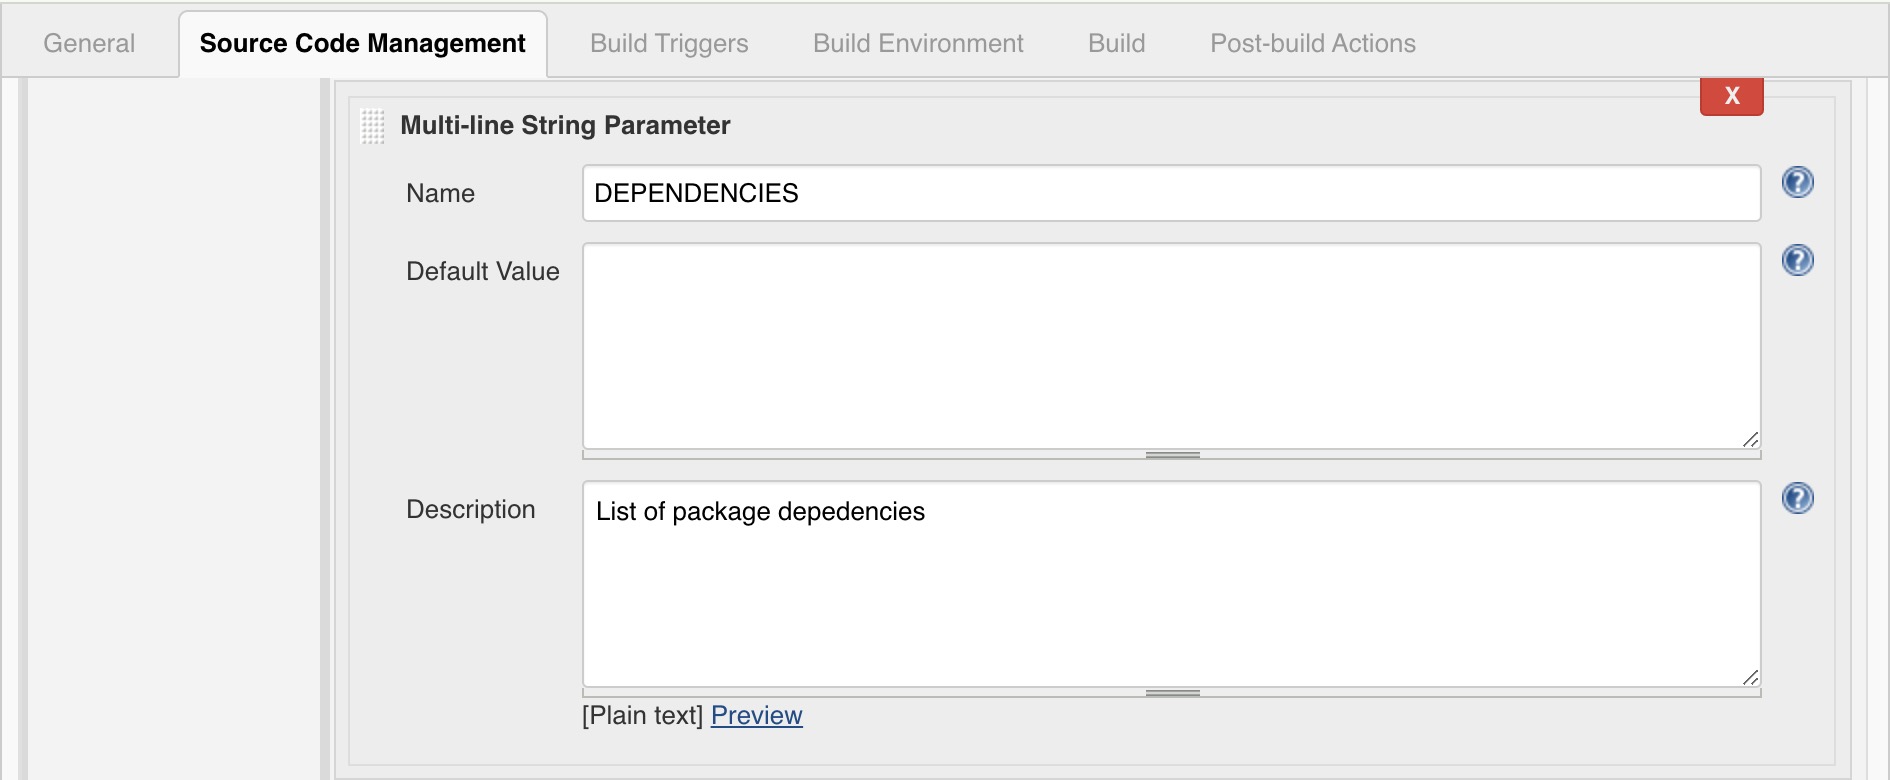 General Source Code Management Build Triggers Build Environment Build Post-build Actions
X
Multi-line String Parameter
Name DEPENDENCIES ?
Default Value ?
Description List of package depedencies ?
[Plain text] Preview